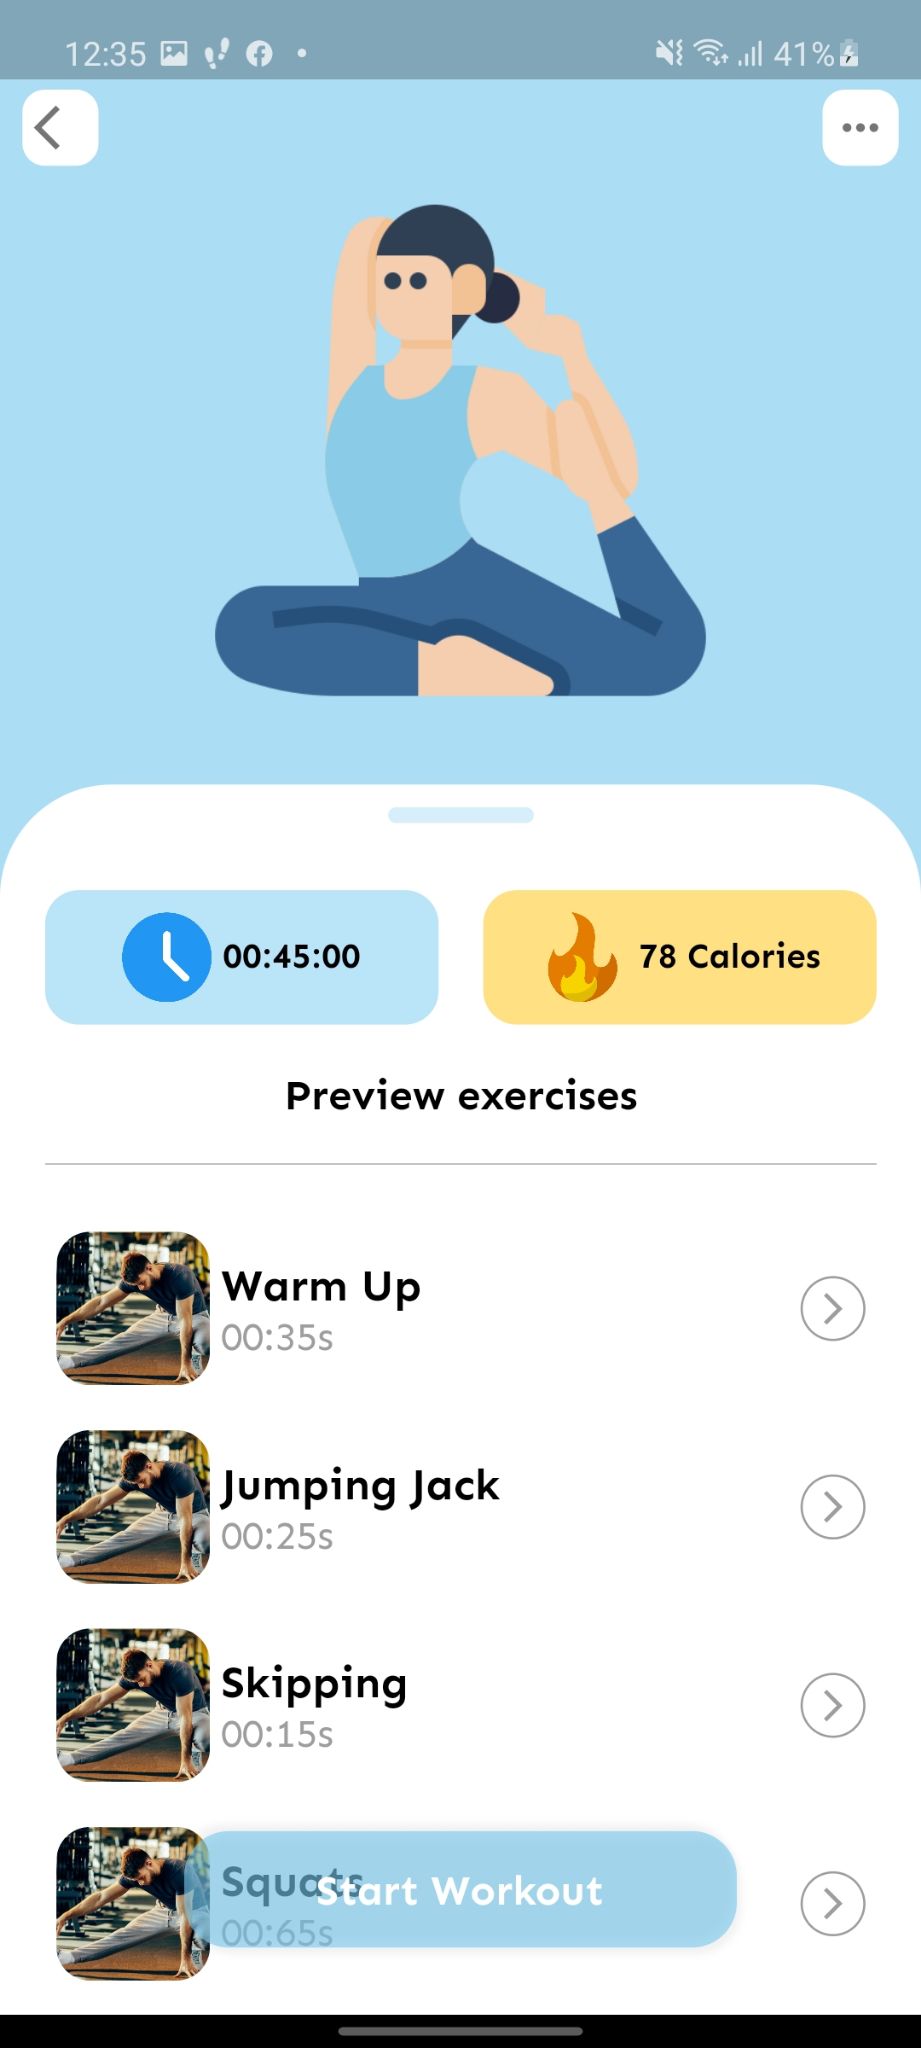 12:35
41%
00:45:00
78 Calories
Preview exercises
Warm Up
00:35s
Jumping Jack
00:25s
Skipping
00:15s
Squats
Start Workout
00:65s